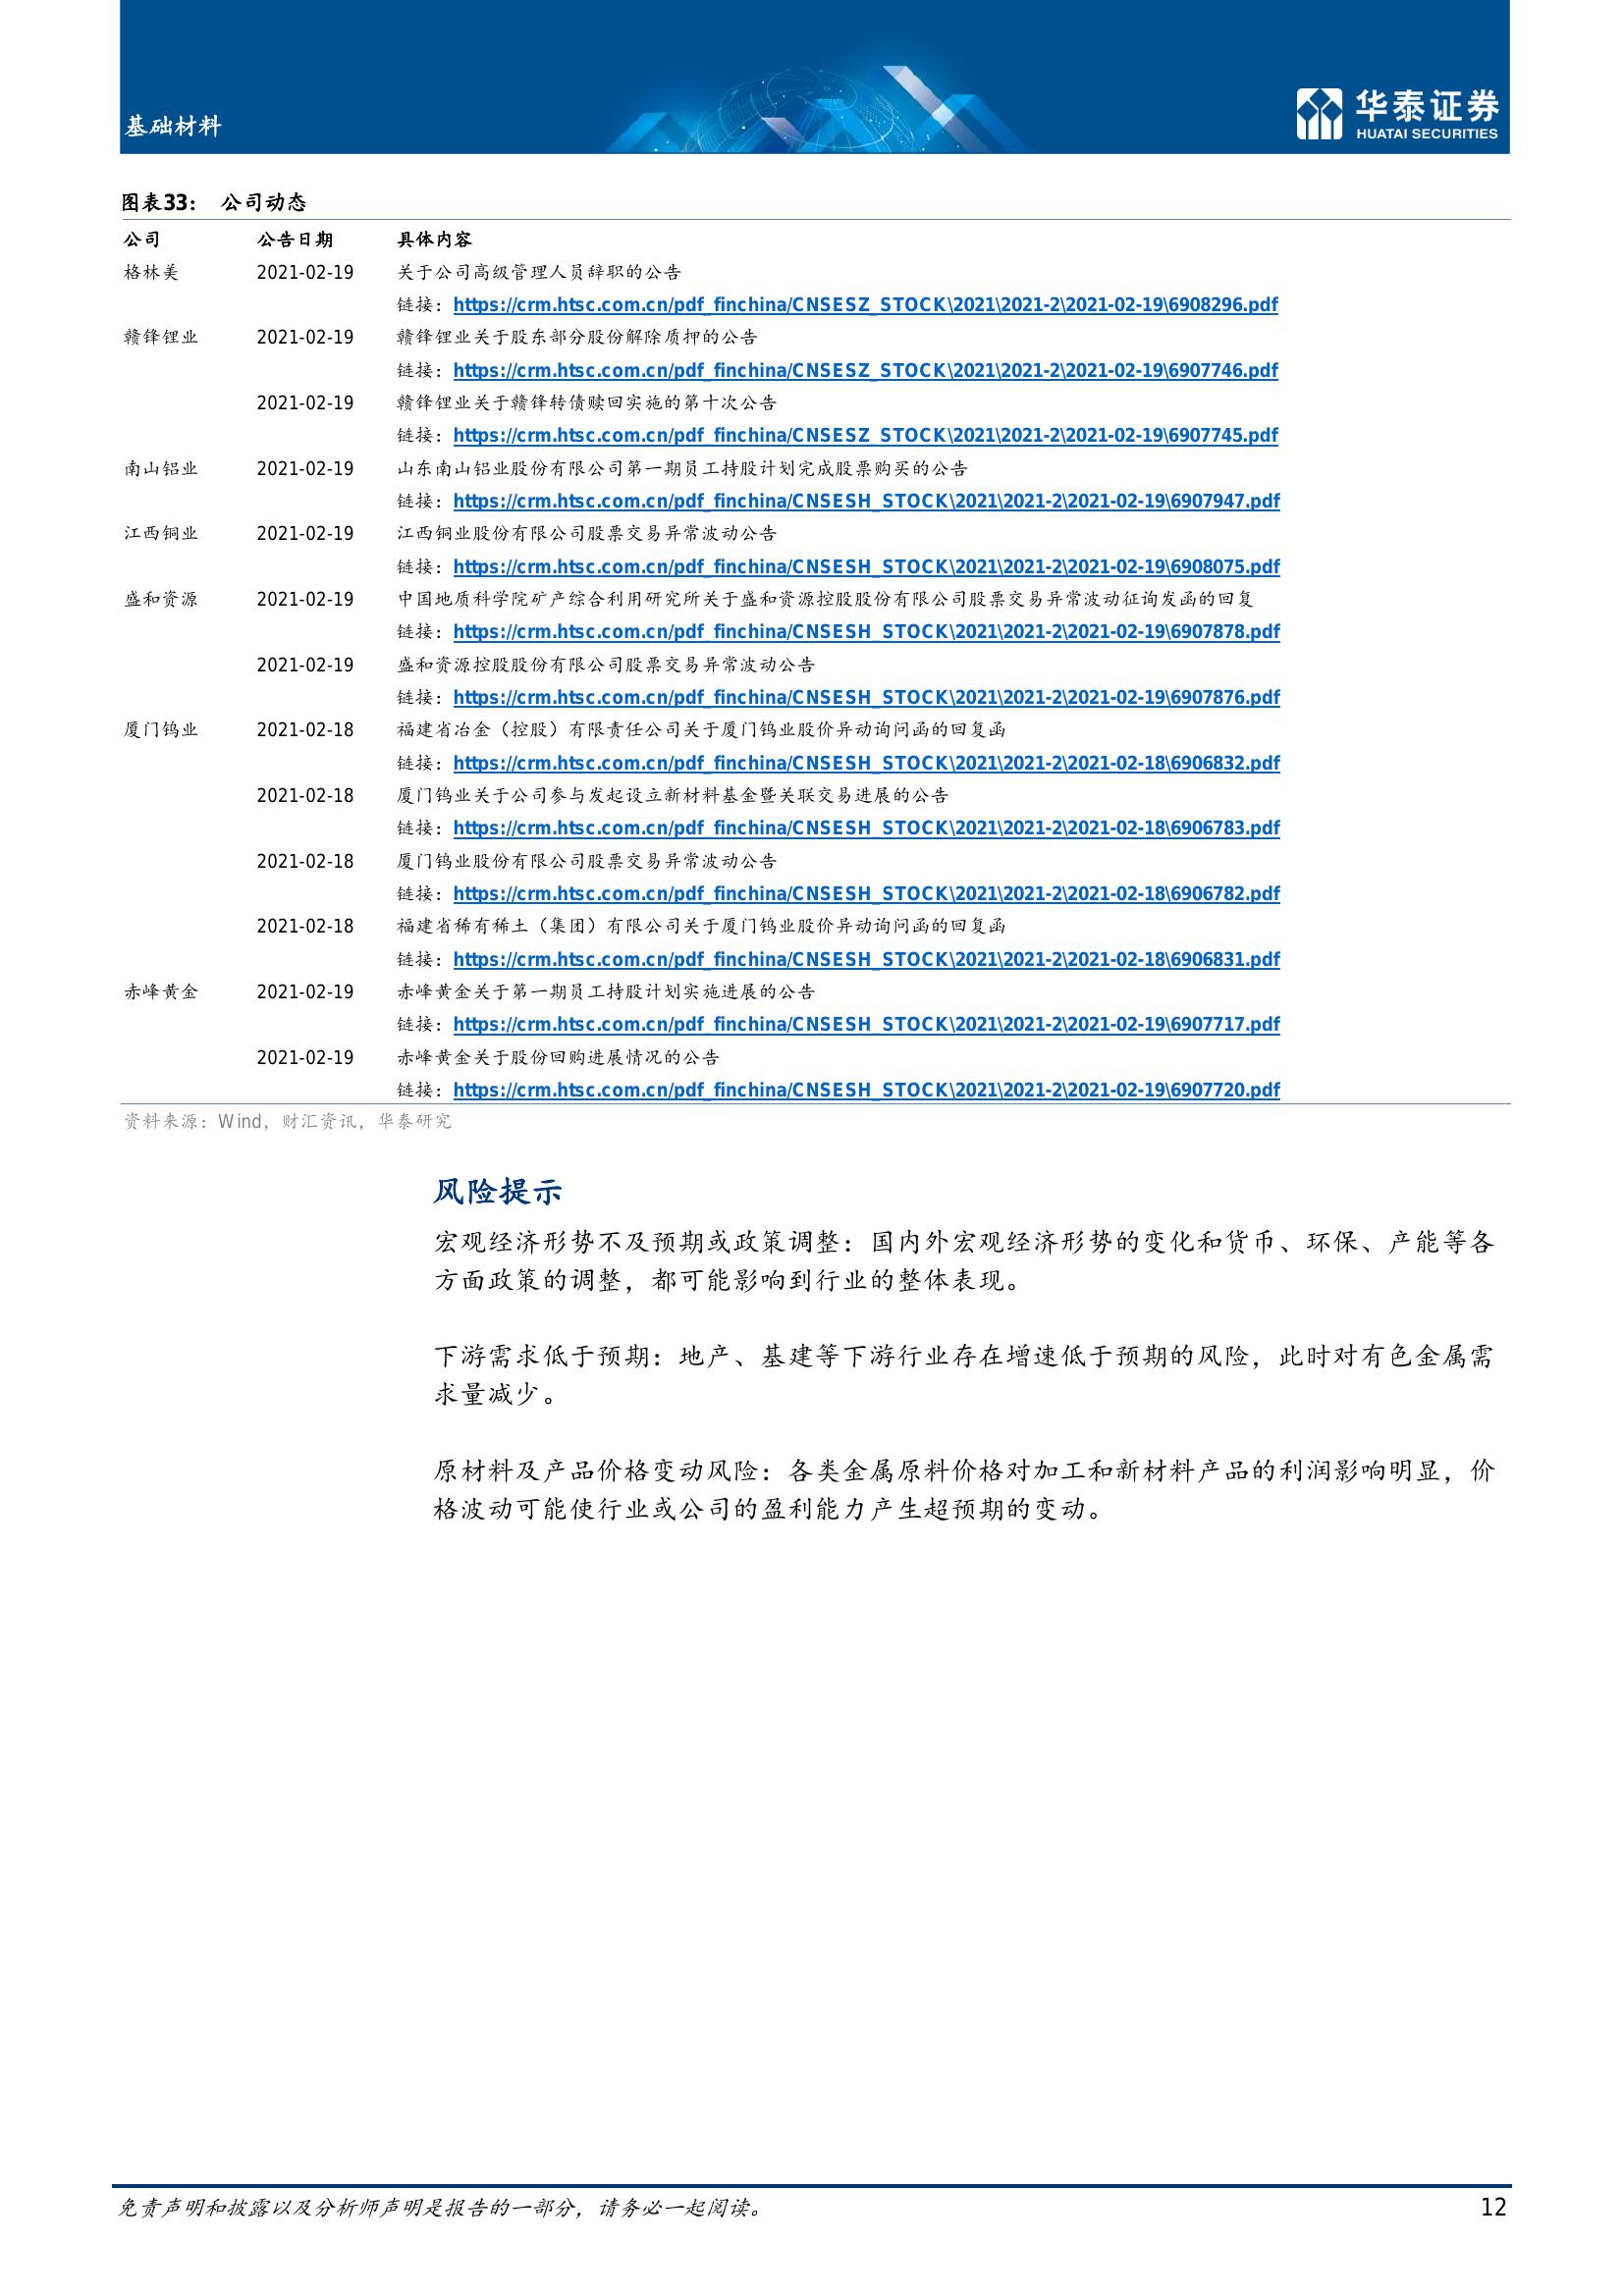 基础材料
华泰证券
HUATAI SECURITIES
图表33： 公司动态
公司 公告日期 具体内容
格林美 2021-02-19 关于公司高级管理人员辞职的公告
链接：https://crm.htsc.com.cn/pdf_finchina/CNSESZ_STOCK\2021\2021-2\2021-02-19\6908296.pdf
赣锋锂业 2021-02-19 赣锋锂业关于股东部分股份解除质押的公告
链接：https://crm.htsc.com.cn/pdf_finchina/CNSESZ_STOCK\2021\2021-2\2021-02-19\6907746.pdf
2021-02-19 赣锋锂业关于赣锋转债赎回实施的第十次公告
链接：https://crm.htsc.com.cn/pdf_finchina/CNSESZ_STOCK\2021\2021-2\2021-02-19\6907745.pdf
南山铝业 2021-02-19 山东南山铝业股份有限公司第一期员工持股计划完成股票购买的公告
链接：https://crm.htsc.com.cn/pdf_finchina/CNSESH_STOCK\2021\2021-2\2021-02-19\6907947.pdf
江西铜业 2021-02-19 江西铜业股份有限公司股票交易异常波动公告
链接：https://crm.htsc.com.cn/pdf_finchina/CNSESH_STOCK\2021\2021-2\2021-02-19\6908075.pdf
盛和资源 2021-02-19 中国地质科学院矿产综合利用研究所关于盛和资源控股股份有限公司股票交易异常波动征询发函的回复
链接：https://crm.htsc.com.cn/pdf_finchina/CNSESH_STOCK\2021\2021-2\2021-02-19\6907878.pdf
2021-02-19 盛和资源控股股份有限公司股票交易异常波动公告
链接：https://crm.htsc.com.cn/pdf_finchina/CNSESH_STOCK\2021\2021-2\2021-02-19\6907876.pdf
厦门钨业 2021-02-18 福建省冶金（控股）有限责任公司关于厦门钨业股价异动询问函的回复函
链接：https://crm.htsc.com.cn/pdf_finchina/CNSESH_STOCK\2021\2021-2\2021-02-18\6906832.pdf
2021-02-18 厦门钨业关于公司参与发起设立新材料基金暨关联交易进展的公告
链接：https://crm.htsc.com.cn/pdf_finchina/CNSESH_STOCK\2021\2021-2\2021-02-18\6906783.pdf
2021-02-18 厦门钨业股份有限公司股票交易异常波动公告
链接：https://crm.htsc.com.cn/pdf_finchina/CNSESH_STOCK\2021\2021-2\2021-02-18\6906782.pdf
2021-02-18 福建省稀有稀土（集团）有限公司关于厦门钨业股价异动询问函的回复函
链接：https://crm.htsc.com.cn/pdf_finchina/CNSESH_STOCK\2021\2021-2\2021-02-18\6906831.pdf
赤峰黄金 2021-02-19 赤峰黄金关于第一期员工持股计划实施进展的公告
链接：https://crm.htsc.com.cn/pdf_finchina/CNSESH_STOCK\2021\2021-2\2021-02-19\6907717.pdf
2021-02-19 赤峰黄金关于股份回购进展情况的公告
链接：https://crm.htsc.com.cn/pdf_finchina/CNSESH_STOCK\2021\2021-2\2021-02-19\6907720.pdf
资料来源：Wind，财汇资讯，华泰研究
风险提示
宏观经济形势不及预期或政策调整：国内外宏观经济形势的变化和货币、环保、产能等各
方面政策的调整，都可能影响到行业的整体表现。
下游需求低于预期：地产、基建等下游行业存在增速低于预期的风险，此时对有色金属需
求量减少。
原材料及产品价格变动风险：各类金属原料价格对加工和新材料产品的利润影响明显，价
格波动可能使行业或公司的盈利能力产生超预期的变动。
免责声明和披露以及分析师声明是报告的一部分，请务必一起阅读。 12